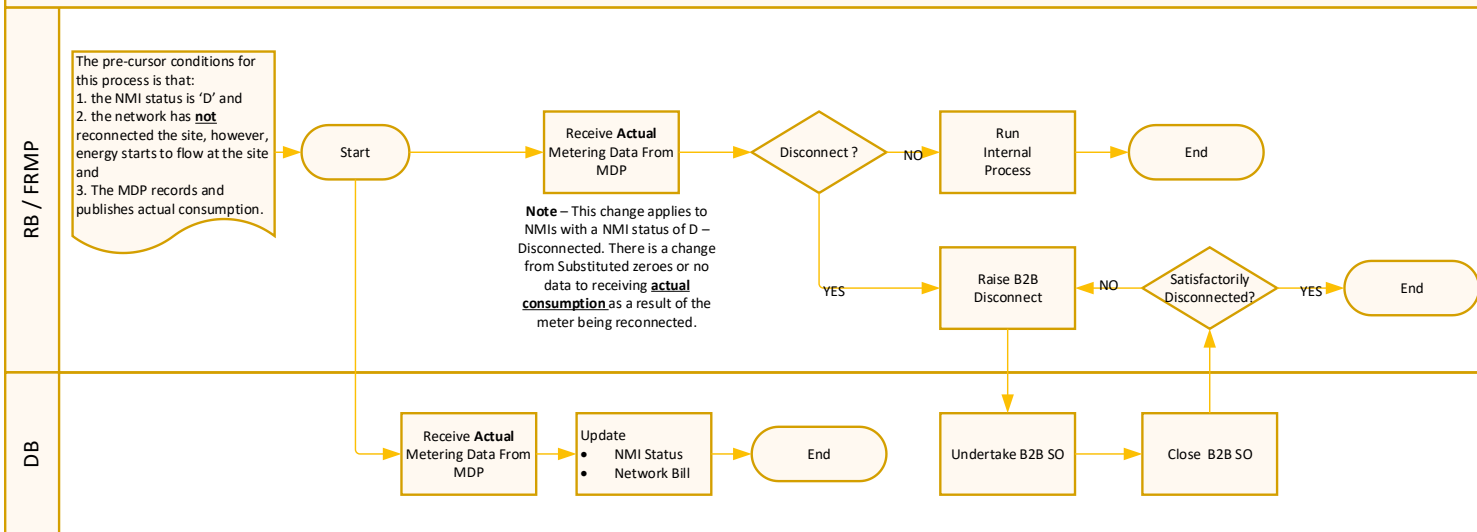 RB / FRMP
The pre-cursor conditions for
this process is that:
1. the NMI status is ‘D’ and
2. the network has not
reconnected the site, however,
energy starts to flow at the site
and
3. The MDP records and
publishes actual consumption.
Start
Receive Actual
Metering Data From
MDP
Disconnect ?
NO
Run
Internal
Process
End
Note – This change applies to
NMIs with a NMI status of D –
Disconnected. There is a change
from Substituted zeroes or no
data to receiving actual
consumption as a result of the
meter being reconnected.
YES
Raise B2B
Disconnect
NO
Satisfactorily
Disconnected?
YES
End
DB
Receive Actual
Metering Data From
MDP
Update
• NMI Status
• Network Bill
End
Undertake B2B SO
Close B2B SO